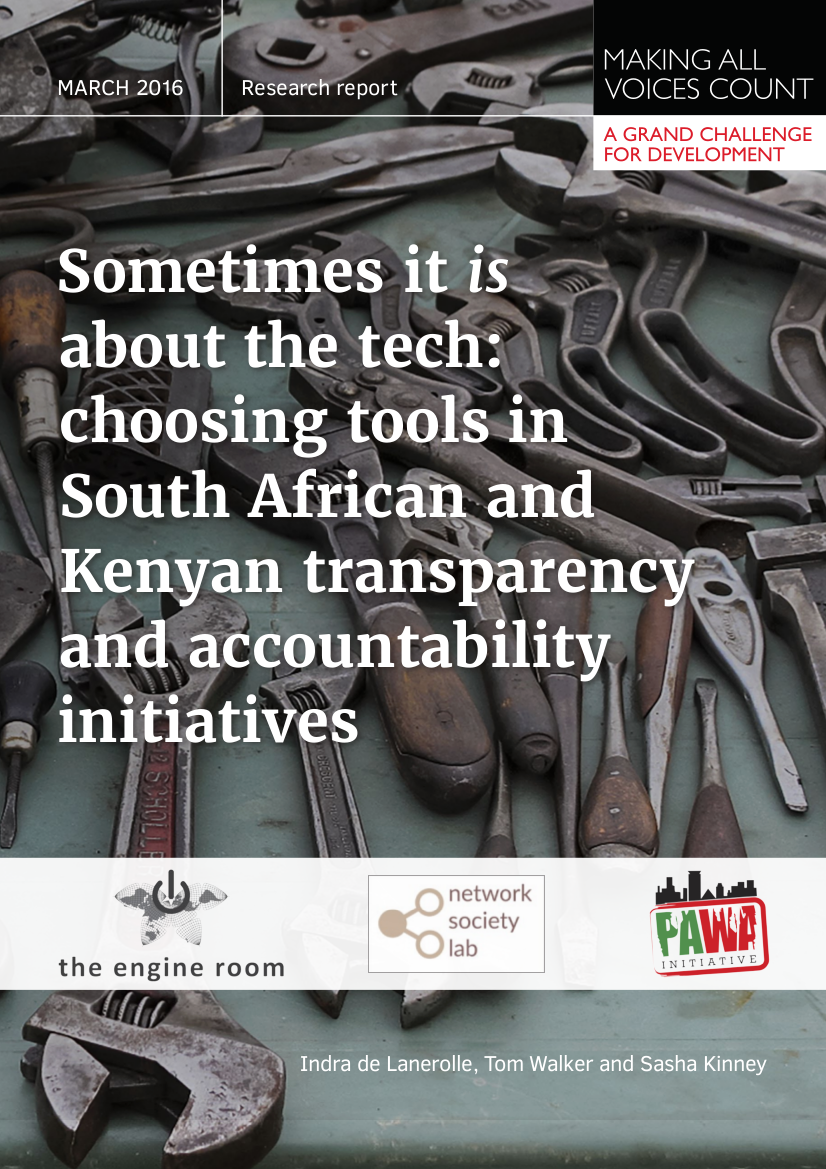 MARCH 2016
Research report
MAKING ALL
VOICES COUNT
A GRAND CHALLENGE
FOR DEVELOPMENT
Sometimes it is
about the tech:
choosing tools in
South African and
Kenyan transparency
and accountability
initiatives
the engine room
network
society
lab
PAWA
INITIATIVE
Indra de Lanerolle, Tom Walker and Sasha Kinney